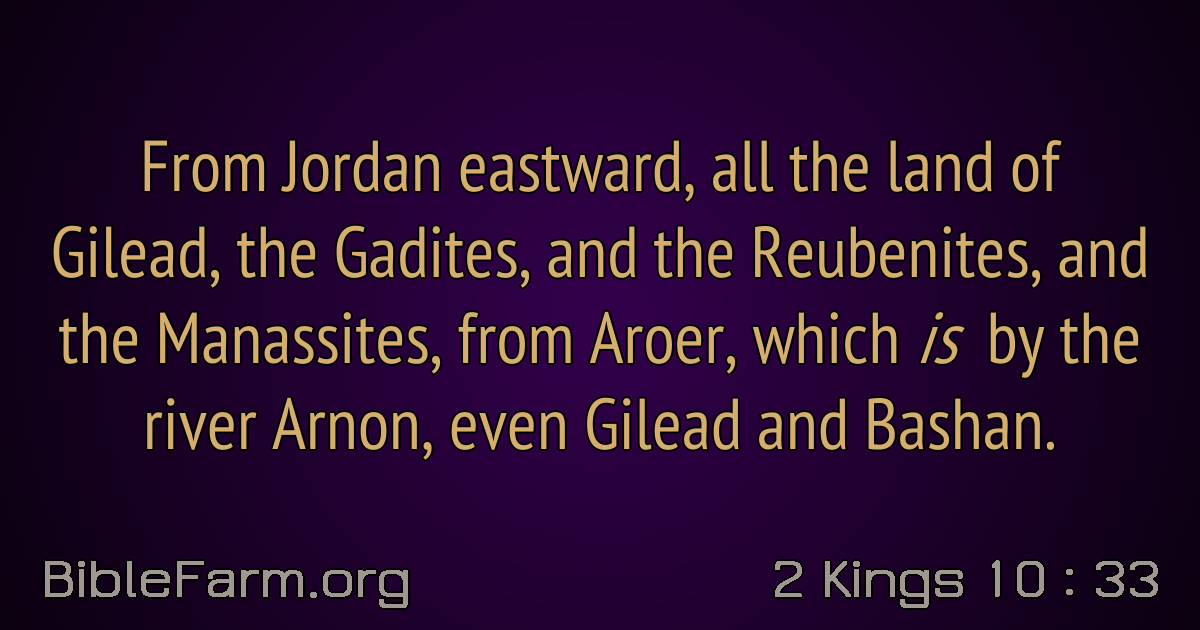 From Jordan eastward, all the land of
Gilead, the Gadites, and the Reubenites, and
the Manassites, from Aroer, which is by the
river Arnon, even Gilead and Bashan.
BibleFarm.org
2 Kings 10 : 33